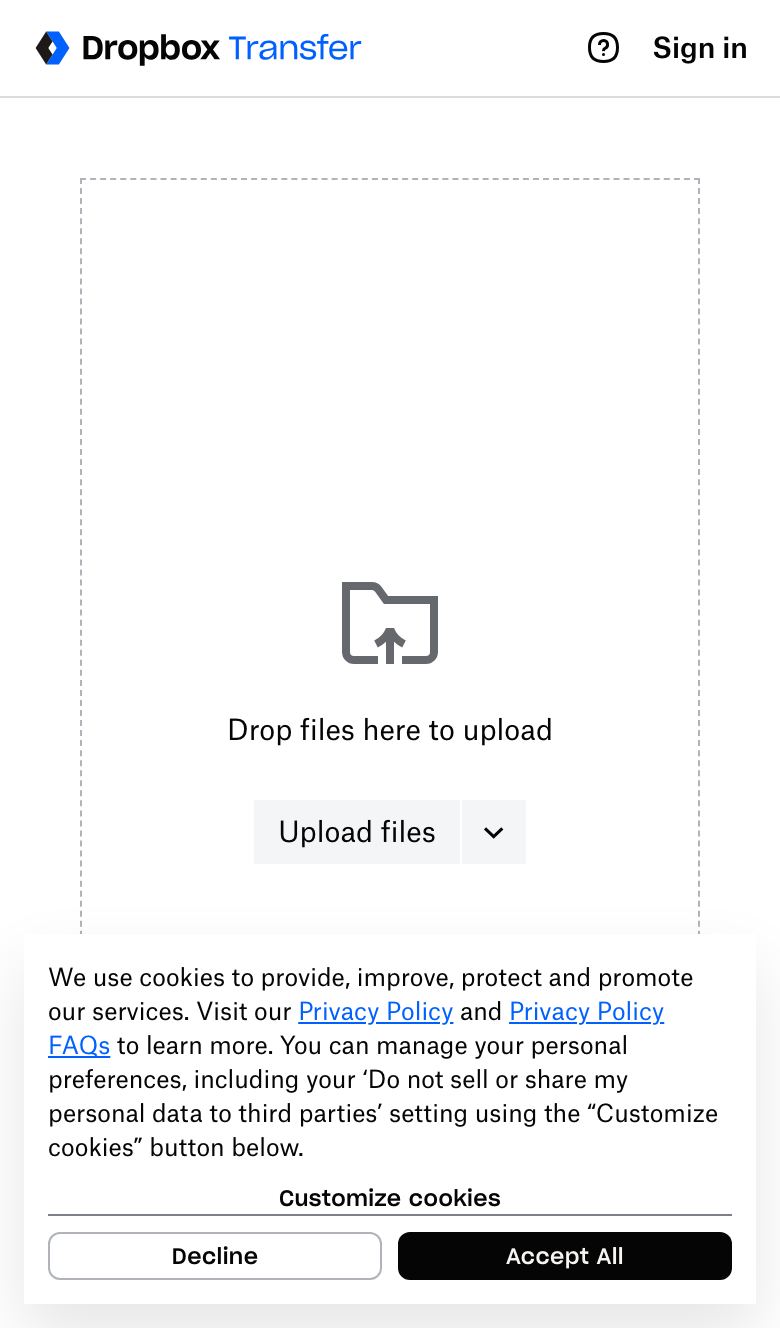 Dropbox Transfer
Sign in
Drop files here to upload
Upload files
We use cookies to provide, improve, protect and promote
our services. Visit our Privacy Policy and Privacy Policy
FAQs to learn more. You can manage your personal
preferences, including your ‘Do not sell or share my
personal data to third parties’ setting using the “Customize
cookies” button below.
Customize cookies
Decline
Accept All